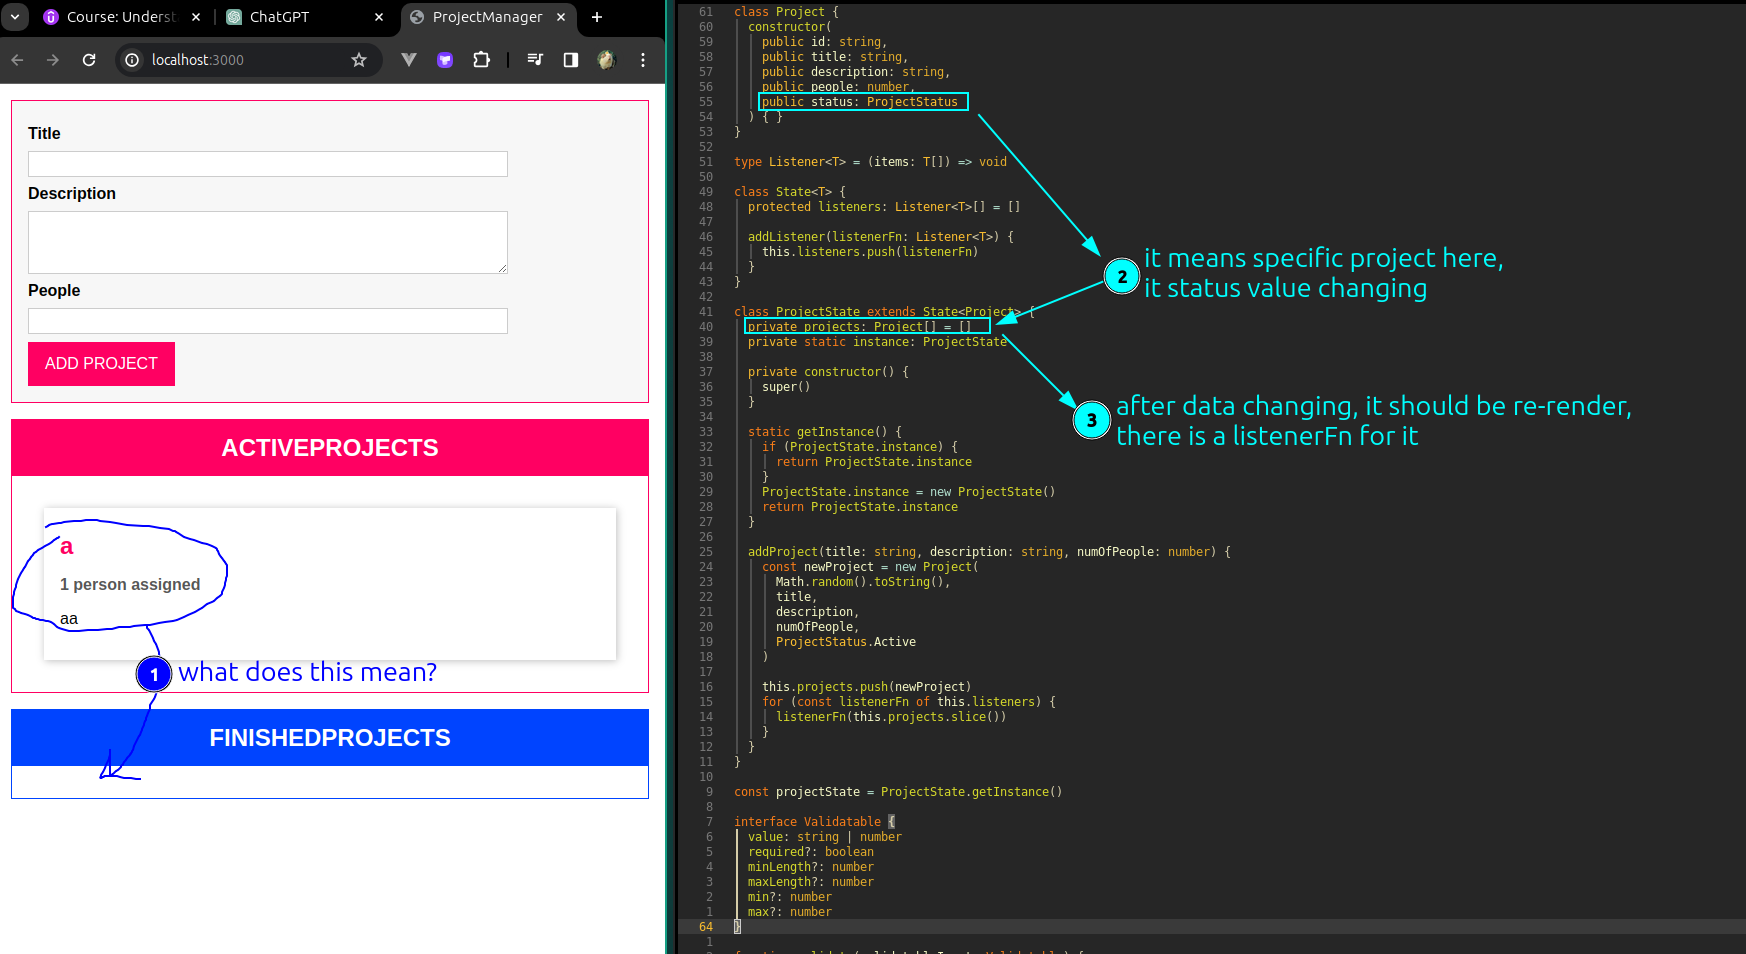 Course: Underst
ChatGPT
ProjectManager
localhost:3000
Title
Description
People
ADD PROJECT
ACTIVEPROJECTS
a
1 person assigned
aa
1 what does this mean?
FINISHEDPROJECTS
61 class Project {
60 constructor(
59 public id: string,
58 public title: string,
57 public description: string,
56 public people: number,
55 public status: ProjectStatus
54 ) { }
53 }
52
51 type Listener<T> = (items: T[]) => void
50
49 class State<T> {
48 protected listeners: Listener<T>[] = []
47
46 addListener(listenerFn: Listener<T>) {
45 this.listeners.push(listenerFn)
44 }
43 }
42
41 class ProjectState extends State<Project> {
40 private projects: Project[] = []
39 private static instance: ProjectState
38
37 private constructor() {
36 super()
35 }
34
33 static getInstance() {
32 if (ProjectState.instance) {
31 return ProjectState.instance
30 }
29 ProjectState.instance = new ProjectState()
28 return ProjectState.instance
27 }
26
25 addProject(title: string, description: string, numOfPeople: number) {
24 const newProject = new Project(
23 Math.random().toString(),
22 title,
21 description,
20 numOfPeople,
19 ProjectStatus.Active
18 )
17
16 this.projects.push(newProject)
15 for (const listenerFn of this.listeners) {
14 listenerFn(this.projects.slice())
13 }
12 }
11 }
10
9 const projectState = ProjectState.getInstance()
8
7 interface Validatable {
6 value: string | number
5 required?: boolean
4 minLength?: number
3 maxLength?: number
2 min?: number
1 max?: number
64 }
1
2 it means specific project here,
it status value changing
3 after data changing, it should be re-render,
there is a listenerFn for it